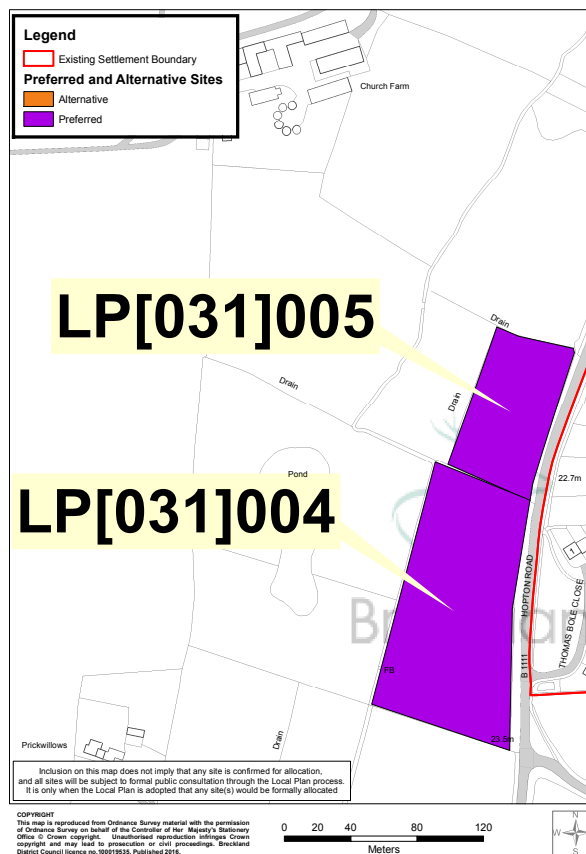 Legend
Existing Settlement Boundary
Preferred and Alternative Sites
Alternative
Preferred
Church Farm
LP[031]005
Drain
Drain
Drain
Pond
22.7m
LP[031]004
HOPTON ROAD
B 1111
THOMAS BOLE CLOSE
1
FB
23.5m
Drain
Prickwillows
Inclusion on this map does not imply that any site is confirmed for allocation,
and all sites will be subject to formal public consultation through the Local Plan process.
It is only when the Local Plan is adopted that any site(s) would be formally allocated
COPYRIGHT
This map is reproduced from Ordnance Survey material with the permission
of Ordnance Survey on behalf of the Controller of Her Majesty's Stationery
Office © Crown copyright. Unauthorised reproduction infringes Crown
copyright and may lead to prosecution or civil proceedings. Breckland
District Council licence no.100019535. Published 2016.
0 20 40 80 120
Meters
N
W E
S